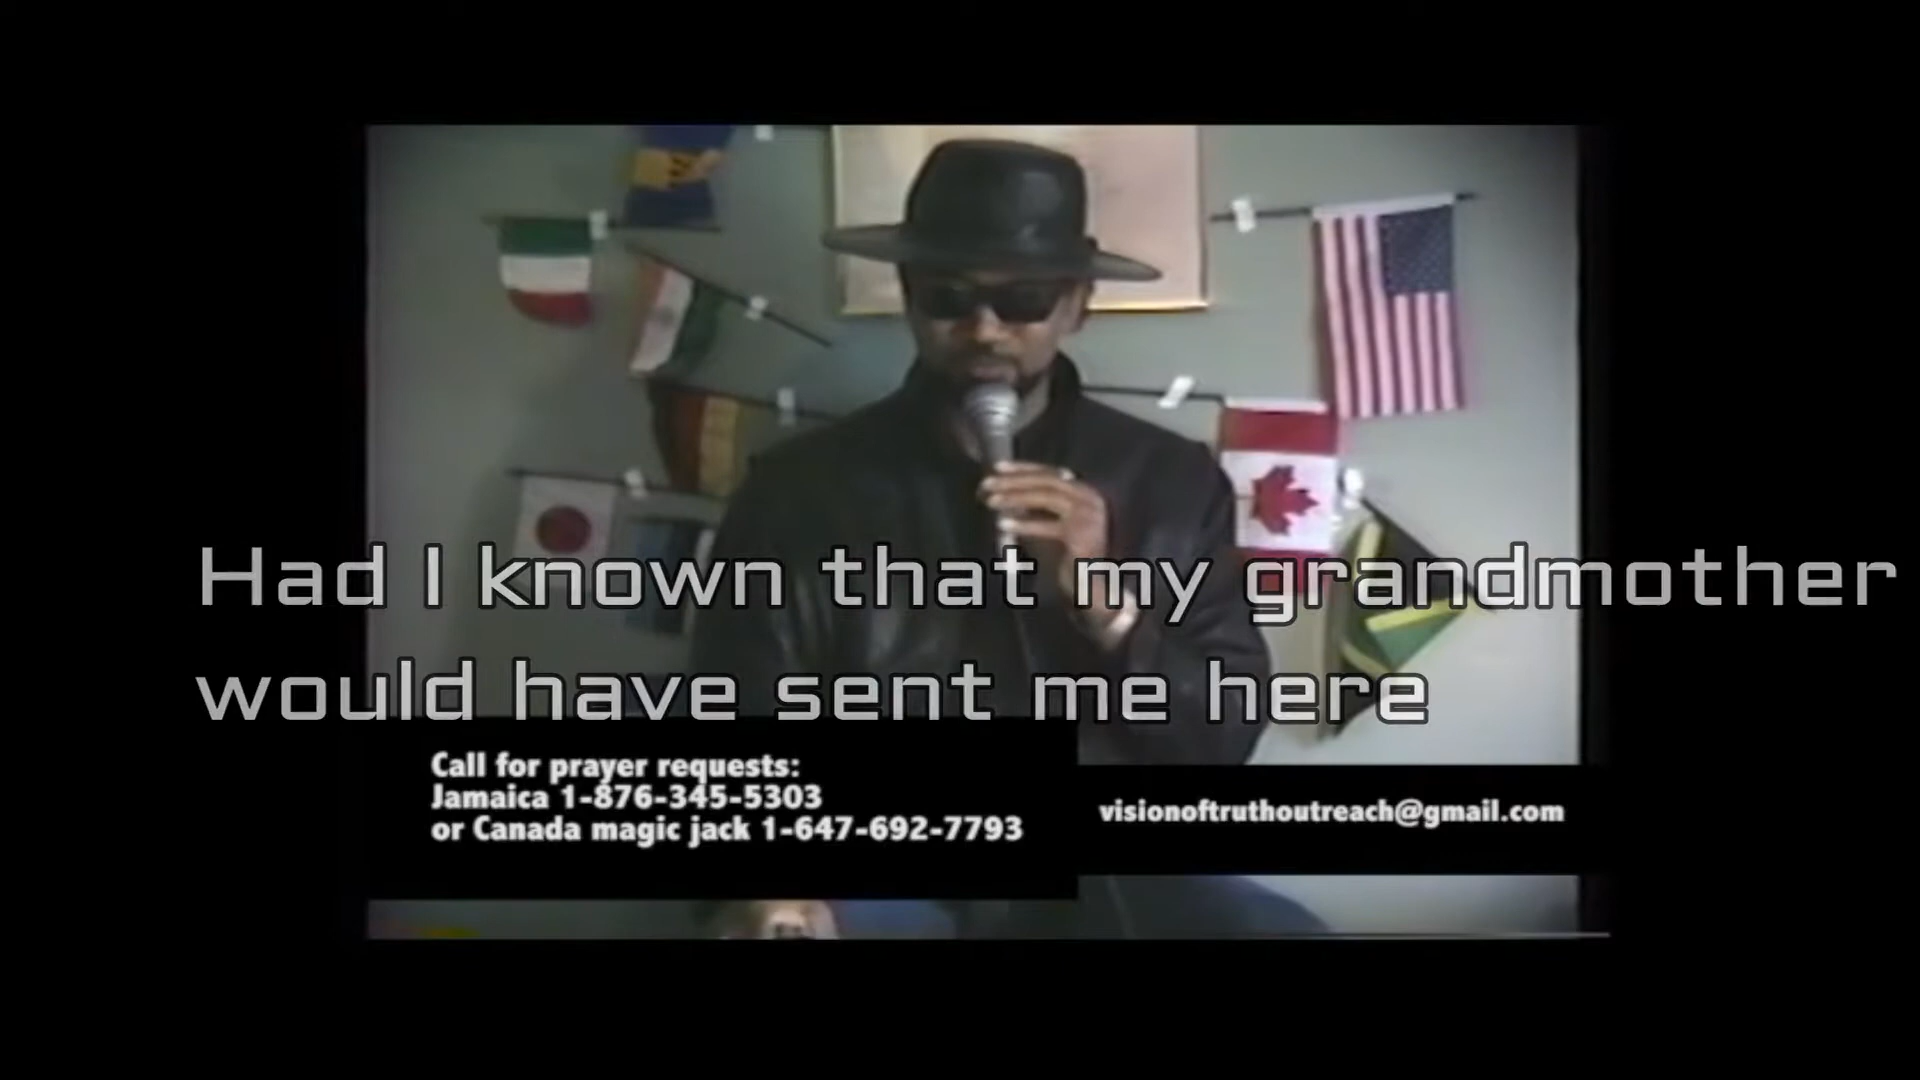 Had I known that my grandmother
would have sent me here
Call for prayer requests:
Jamaica 1-876-345-5303
or Canada magic jack 1-647-692-7793
visionoftruthoutreach@gmail.com